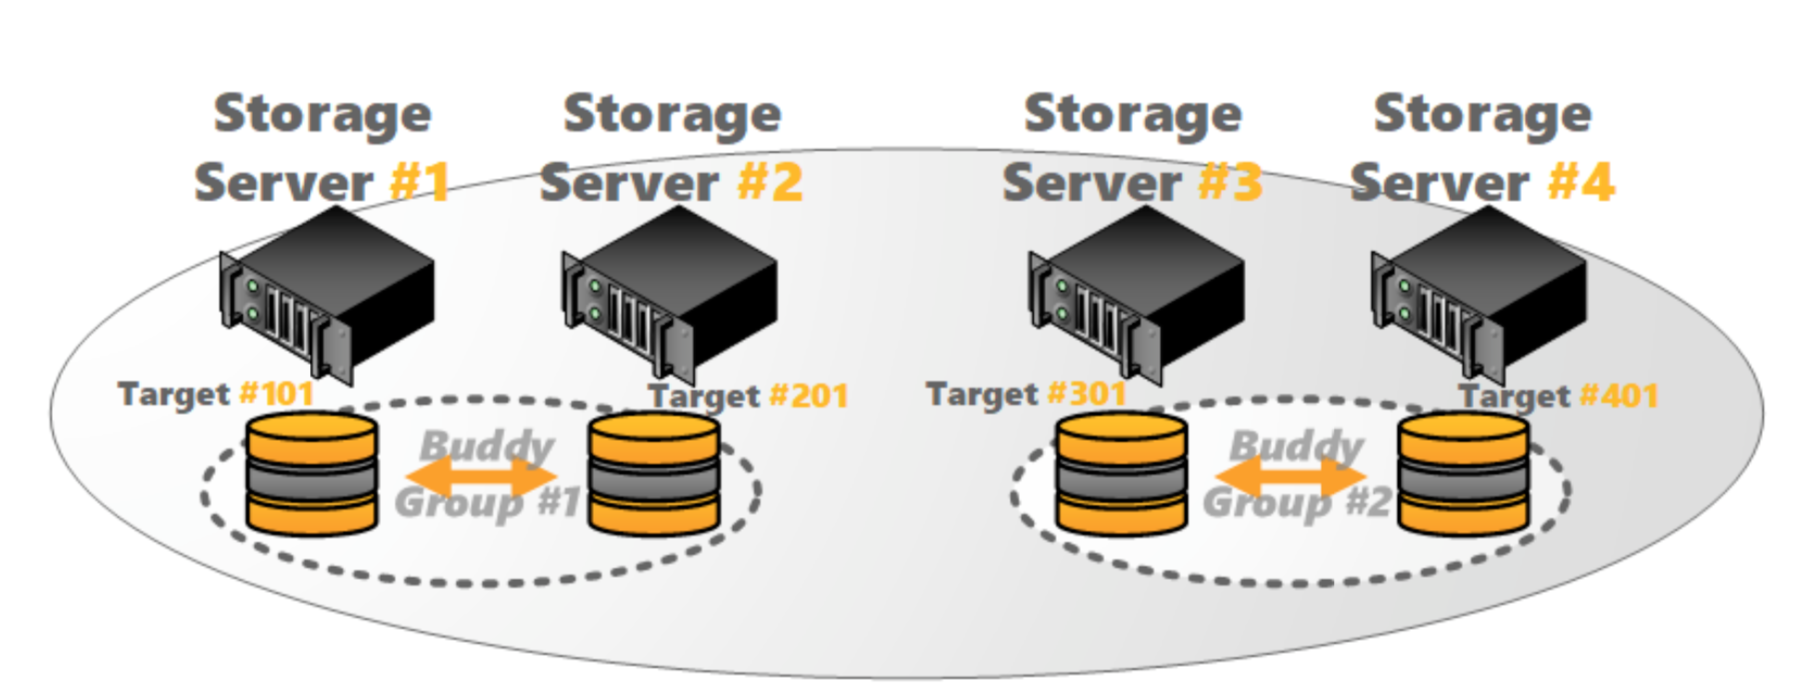 Storage
Server #1
Storage
Server #2
Storage
Server #3
Storage
Server #4
Target #101
Target #201
Target #301
Target #401
Buddy
Group #1
Buddy
Group #2